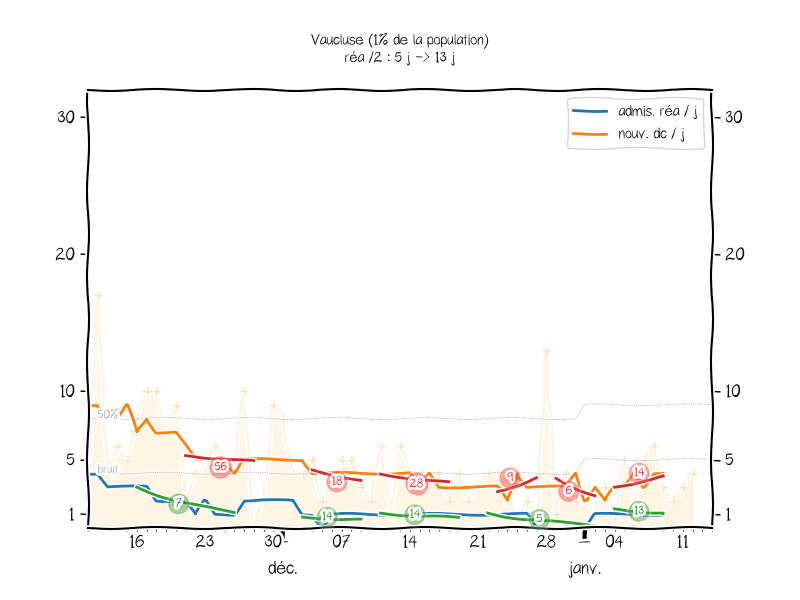 Vaucluse (1% de la population)
réa /2 : 5 j -> 13 j
admis. réa / j
nouv. dc / j
30 30
20 20
10 10
50%
5 5
bruit
1 1
56
18
28
9
6
14
7
14
14
5
13
16 23 30 07 14 21 28 04 11
déc. janv.